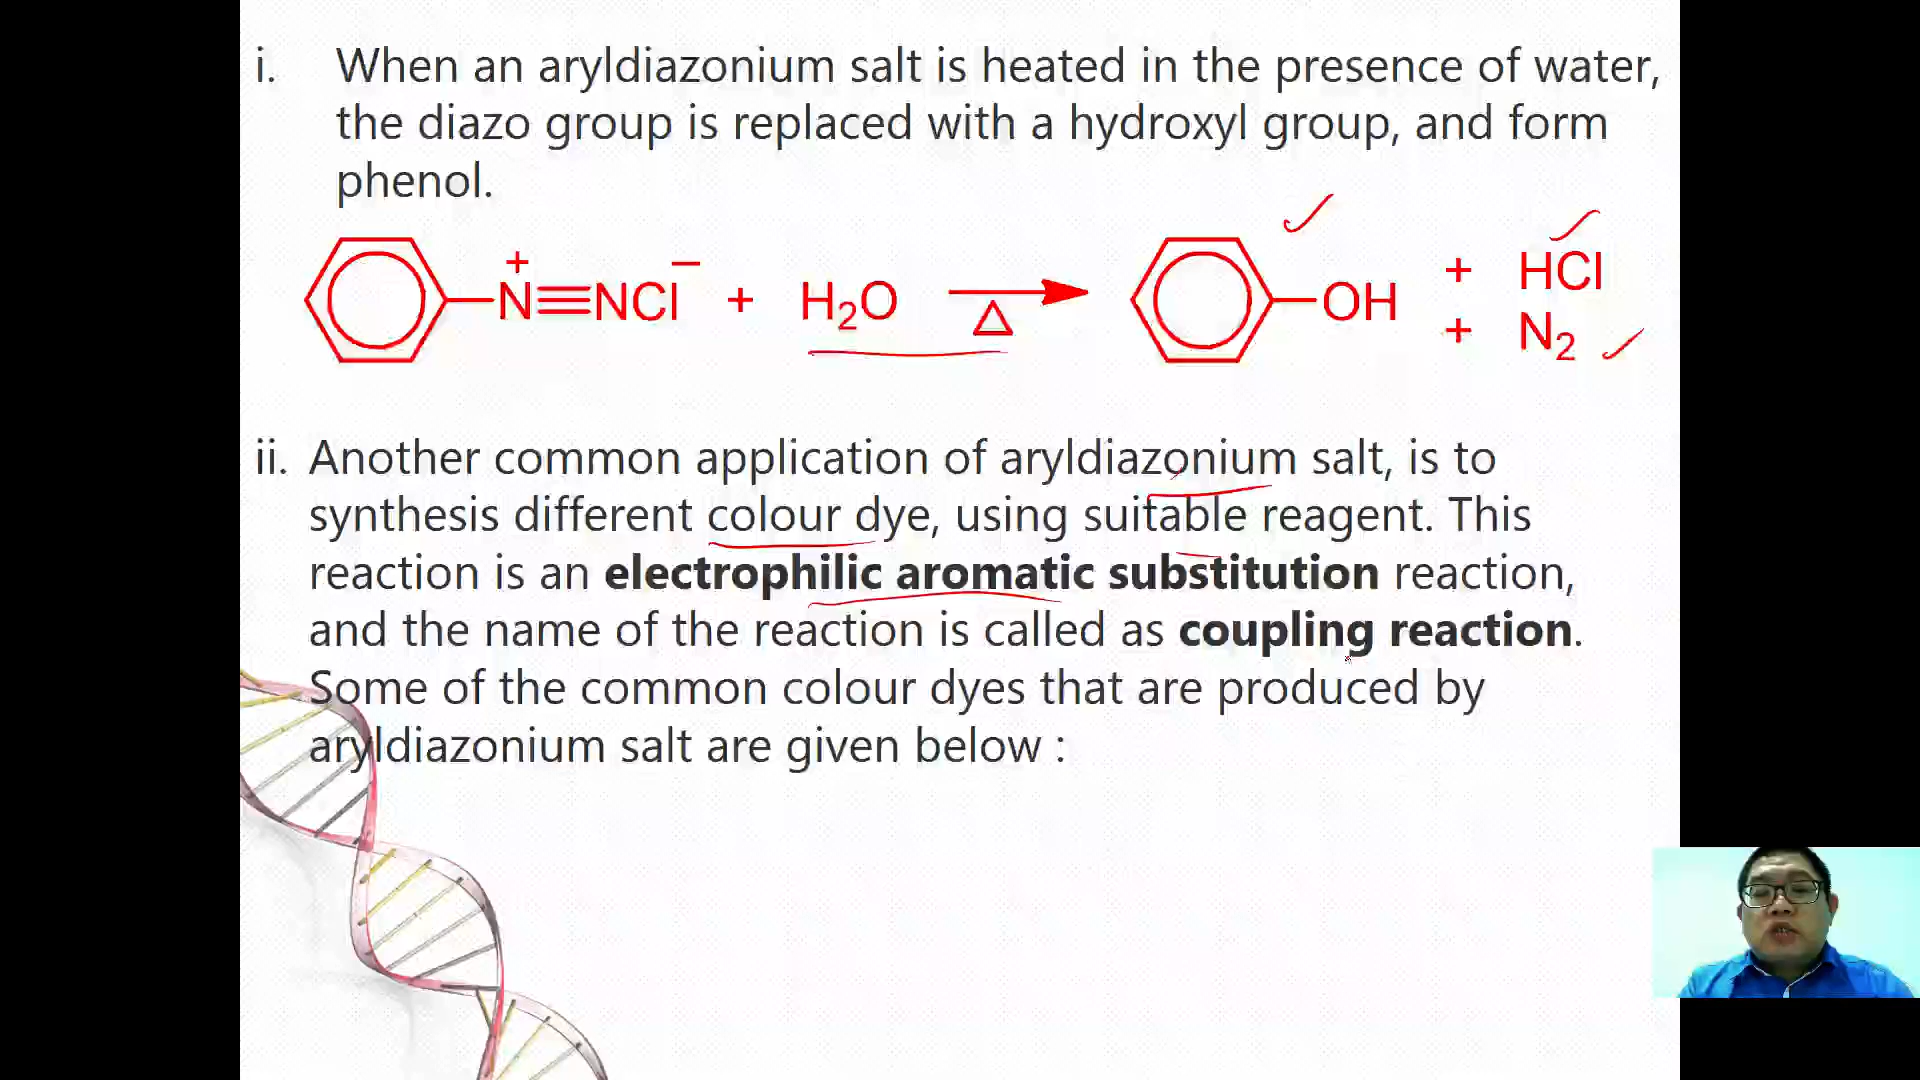 i. When an aryldiazonium salt is heated in the presence of water,
the diazo group is replaced with a hydroxyl group, and form
phenol.
N⁺≡NCl⁻ + H₂O → Δ OH + HCl + N₂
ii. Another common application of aryldiazonium salt, is to
synthesis different colour dye, using suitable reagent. This
reaction is an electrophilic aromatic substitution reaction,
and the name of the reaction is called as coupling reaction.
Some of the common colour dyes that are produced by
aryldiazonium salt are given below :